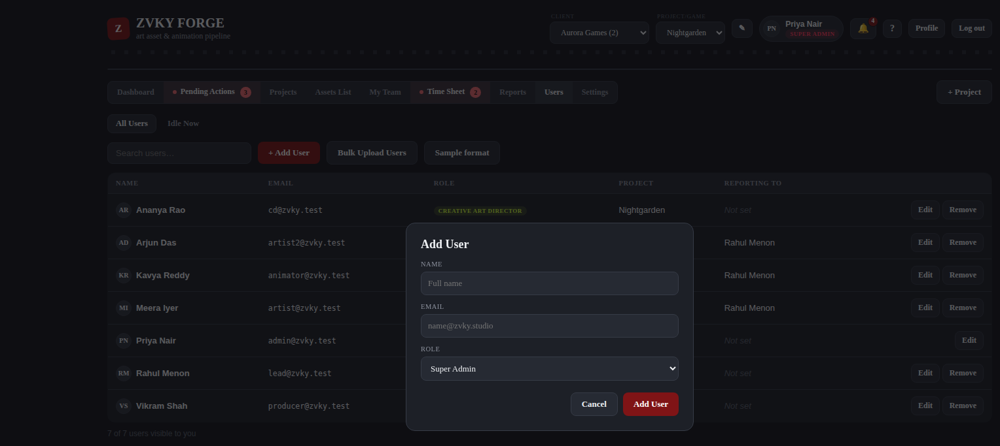 CLIENT
PROJECT/GAME
Z
ZVKY FORGE
art asset & animation pipeline
Aurora Games (2)
Nightgarden
✎
PN
Priya Nair
SUPER ADMIN
4
?
Profile
Log out
Dashboard
Pending Actions 3
Projects
Assets List
My Team
Time Sheet 2
Reports
Users
Settings
+ Project
All Users
Idle Now
Search users…
+ Add User
Bulk Upload Users
Sample format
NAME EMAIL ROLE PROJECT REPORTING TO
AR Ananya Rao cd@zvky.test CREATIVE ART DIRECTOR Nightgarden Not set Edit Remove
AD Arjun Das artist2@zvky.test Rahul Menon Edit Remove
KR Kavya Reddy animator@zvky.test Rahul Menon Edit Remove
MI Meera Iyer artist@zvky.test Rahul Menon Edit Remove
PN Priya Nair admin@zvky.test Not set Edit
RM Rahul Menon lead@zvky.test Not set Edit Remove
VS Vikram Shah producer@zvky.test Not set Edit Remove
7 of 7 users visible to you
Add User
NAME
Full name
EMAIL
name@zvky.studio
ROLE
Super Admin
Cancel
Add User